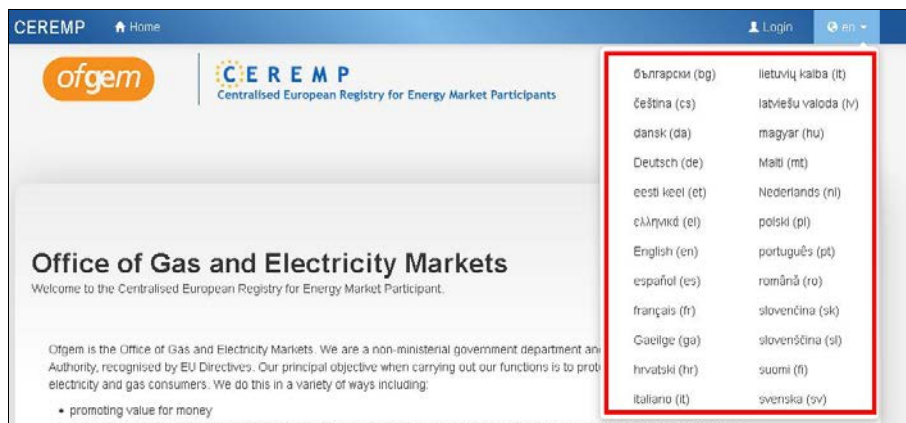 CEREMP Home Login en
ofgem
CEREMP
Centralised European Registry for Energy Market Participants
български (bg) lietuvių kalba (lt)
čeština (cs) latviešu valoda (lv)
dansk (da) magyar (hu)
Deutsch (de) Malti (mt)
eesti keel (et) Nederlands (nl)
ελληνικά (el) polski (pl)
English (en) português (pt)
español (es) română (ro)
français (fr) slovenčina (sk)
Gaeilge (ga) slovenščina (sl)
hrvatski (hr) suomi (fi)
italiano (it) svenska (sv)
Office of Gas and Electricity Markets
Welcome to the Centralised European Registry for Energy Market Participant.
Ofgem is the Office of Gas and Electricity Markets. We are a non-ministerial government department an
Authority, recognised by EU Directives. Our principal objective when carrying out our functions is to prot
electricity and gas consumers. We do this in a variety of ways including:
• promoting value for money